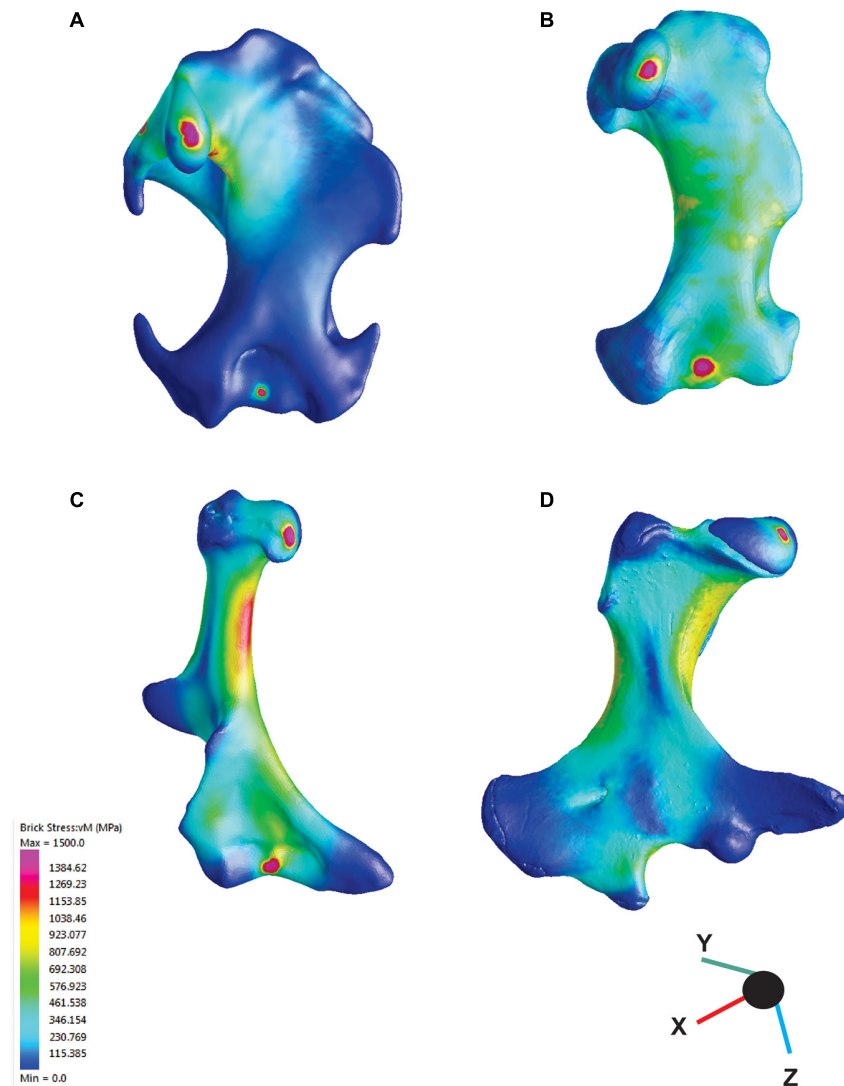 A
B
C
D
Brick Stress:vM (MPa)
Max = 1500.0
1384.62
1269.23
1153.85
1038.46
923.077
807.692
692.308
576.923
461.538
346.154
230.769
115.385
Min = 0.0
Y
X
Z